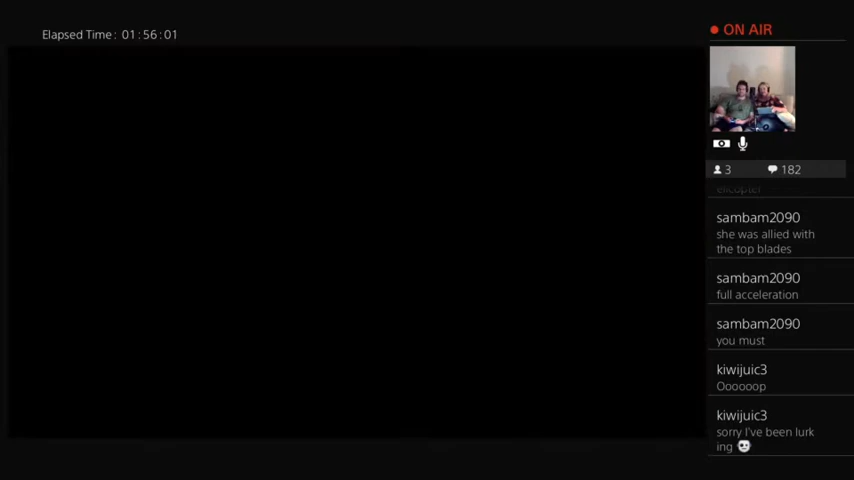 Elapsed Time: 01:56:01
ON AIR
3
182
sambam2090
she was allied with
the top blades
sambam2090
full acceleration
sambam2090
you must
kiwijuic3
Oooooop
kiwijuic3
sorry I've been lurk
ing